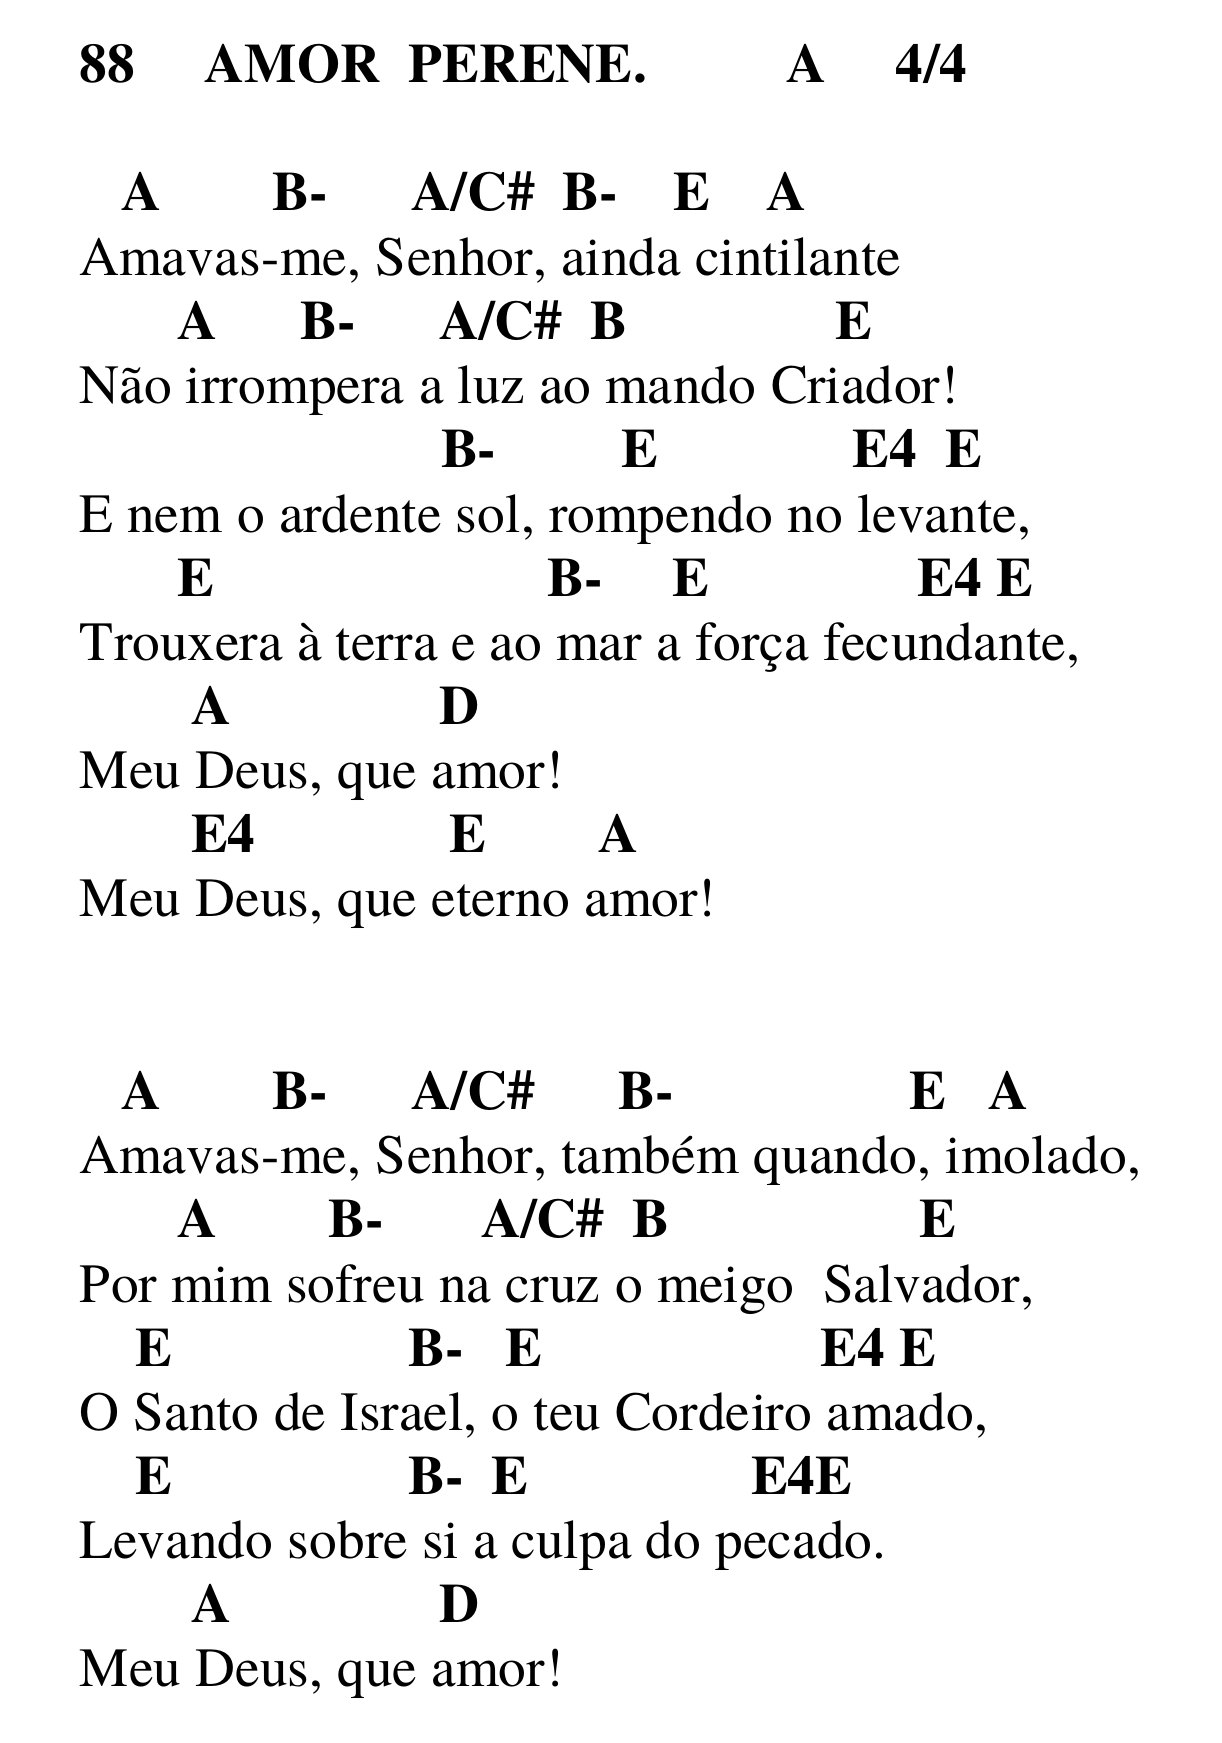 88 AMOR PERENE. A 4/4
A B- A/C# B- E A
Amavas-me, Senhor, ainda cintilante
A B- A/C# B E
Não irrompera a luz ao mando Criador!
B- E E4 E
E nem o ardente sol, rompendo no levante,
E B- E E4 E
Trouxera à terra e ao mar a força fecundante,
A D
Meu Deus, que amor!
E4 E A
Meu Deus, que eterno amor!
A B- A/C# B- E A
Amavas-me, Senhor, também quando, imolado,
A B- A/C# B E
Por mim sofreu na cruz o meigo Salvador,
E B- E E4 E
O Santo de Israel, o teu Cordeiro amado,
E B- E E4E
Levando sobre si a culpa do pecado.
A D
Meu Deus, que amor!